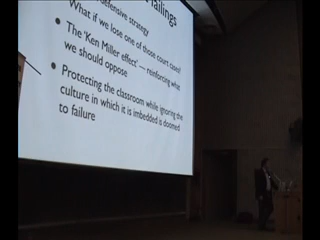 failings
defensive strategy
What if we lose one of those court cases?
• The 'Ken Miller effect' — reinforcing what
we should oppose
• Protecting the classroom while ignoring the
culture in which it is imbedded is doomed
to failure